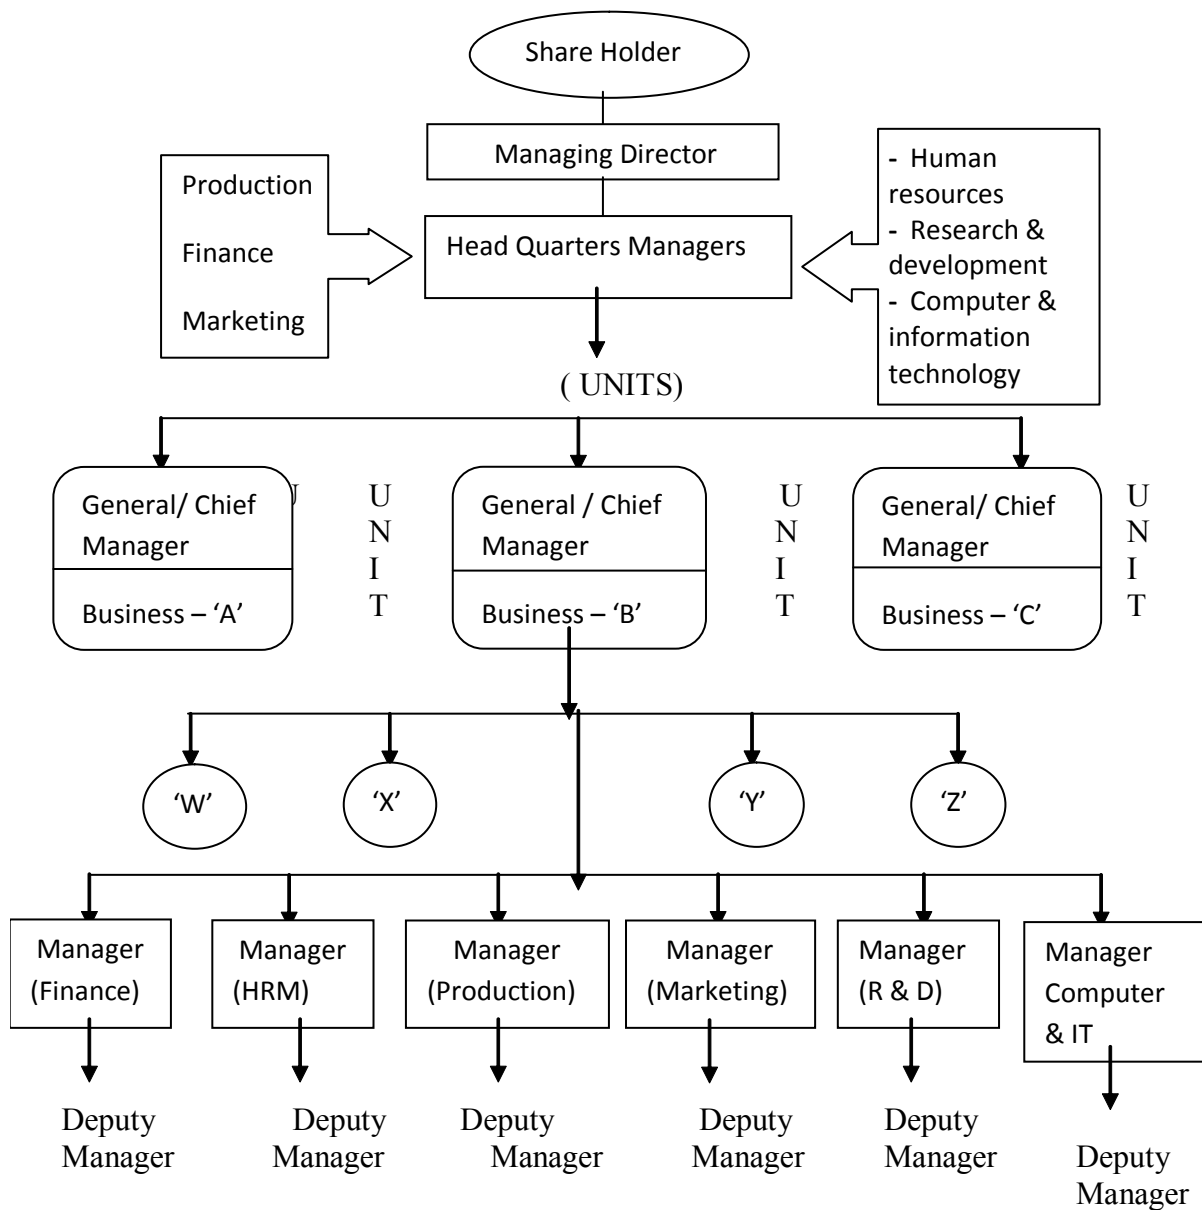 Share Holder
Managing Director
Production
Finance
Marketing
Head Quarters Managers
- Human
resources
- Research &
development
- Computer &
information
technology
( UNITS)
General/ Chief
Manager
Business – ‘A’
U
U
N
I
T
General / Chief
Manager
Business – ‘B’
U
N
I
T
General/ Chief
Manager
Business – ‘C’
U
N
I
T
‘W’
‘X’
‘Y’
‘Z’
Manager
(Finance)
Manager
(HRM)
Manager
(Production)
Manager
(Marketing)
Manager
(R & D)
Manager
Computer
& IT
Deputy
Manager
Deputy
Manager
Deputy
Manager
Deputy
Manager
Deputy
Manager
Deputy
Manager